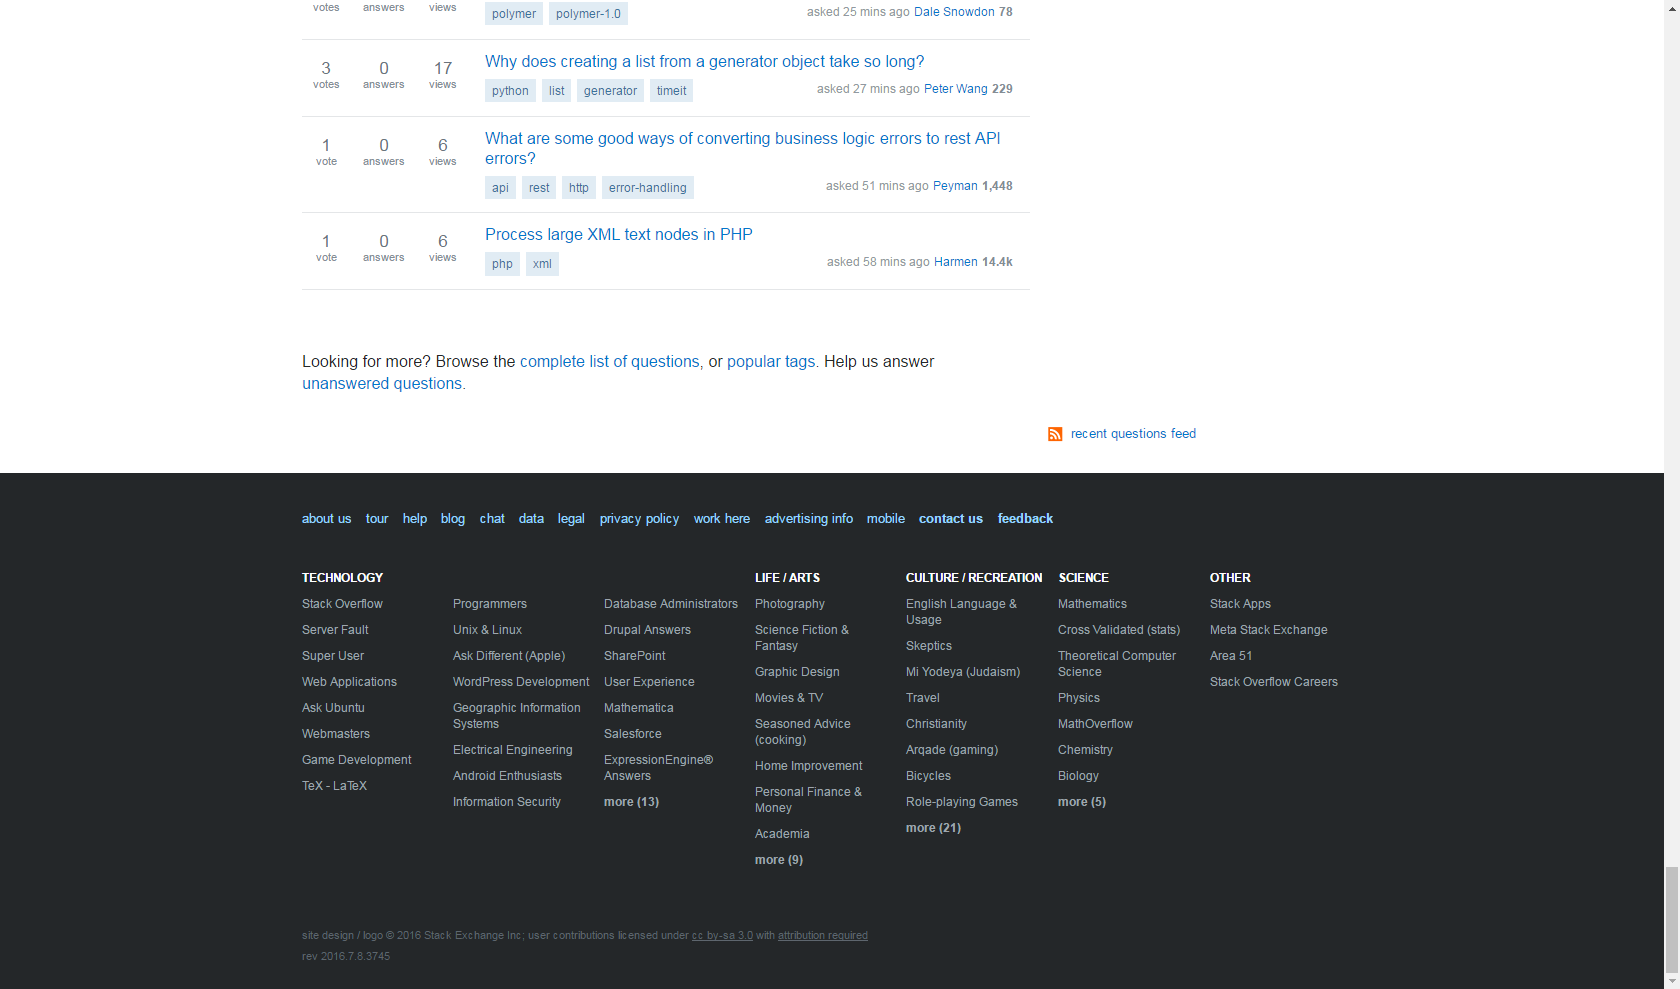 votes answers views polymer polymer-1.0 asked 25 mins ago Dale Snowdon 78
3 0 17 Why does creating a list from a generator object take so long?
votes answers views python list generator timeit asked 27 mins ago Peter Wang 229
1 0 6 What are some good ways of converting business logic errors to rest API
vote answers views errors?
api rest http error-handling asked 51 mins ago Peyman 1,448
1 0 6 Process large XML text nodes in PHP
vote answers views php xml asked 58 mins ago Harmen 14.4k
Looking for more? Browse the complete list of questions, or popular tags. Help us answer
unanswered questions.
recent questions feed
about us tour help blog chat data legal privacy policy work here advertising info mobile contact us feedback
TECHNOLOGY
Stack Overflow
Server Fault
Super User
Web Applications
Ask Ubuntu
Webmasters
Game Development
TeX - LaTeX
Programmers
Unix & Linux
Ask Different (Apple)
WordPress Development
Geographic Information
Systems
Electrical Engineering
Android Enthusiasts
Information Security
Database Administrators
Drupal Answers
SharePoint
User Experience
Mathematica
Salesforce
ExpressionEngine®
Answers
more (13)
LIFE / ARTS
Photography
Science Fiction &
Fantasy
Graphic Design
Movies & TV
Seasoned Advice
(cooking)
Home Improvement
Personal Finance &
Money
Academia
more (9)
CULTURE / RECREATION
English Language &
Usage
Skeptics
Mi Yodeya (Judaism)
Travel
Christianity
Arqade (gaming)
Bicycles
Role-playing Games
more (21)
SCIENCE
Mathematics
Cross Validated (stats)
Theoretical Computer
Science
Physics
MathOverflow
Chemistry
Biology
more (5)
OTHER
Stack Apps
Meta Stack Exchange
Area 51
Stack Overflow Careers
site design / logo © 2016 Stack Exchange Inc; user contributions licensed under cc by-sa 3.0 with attribution required
rev 2016.7.8.3745